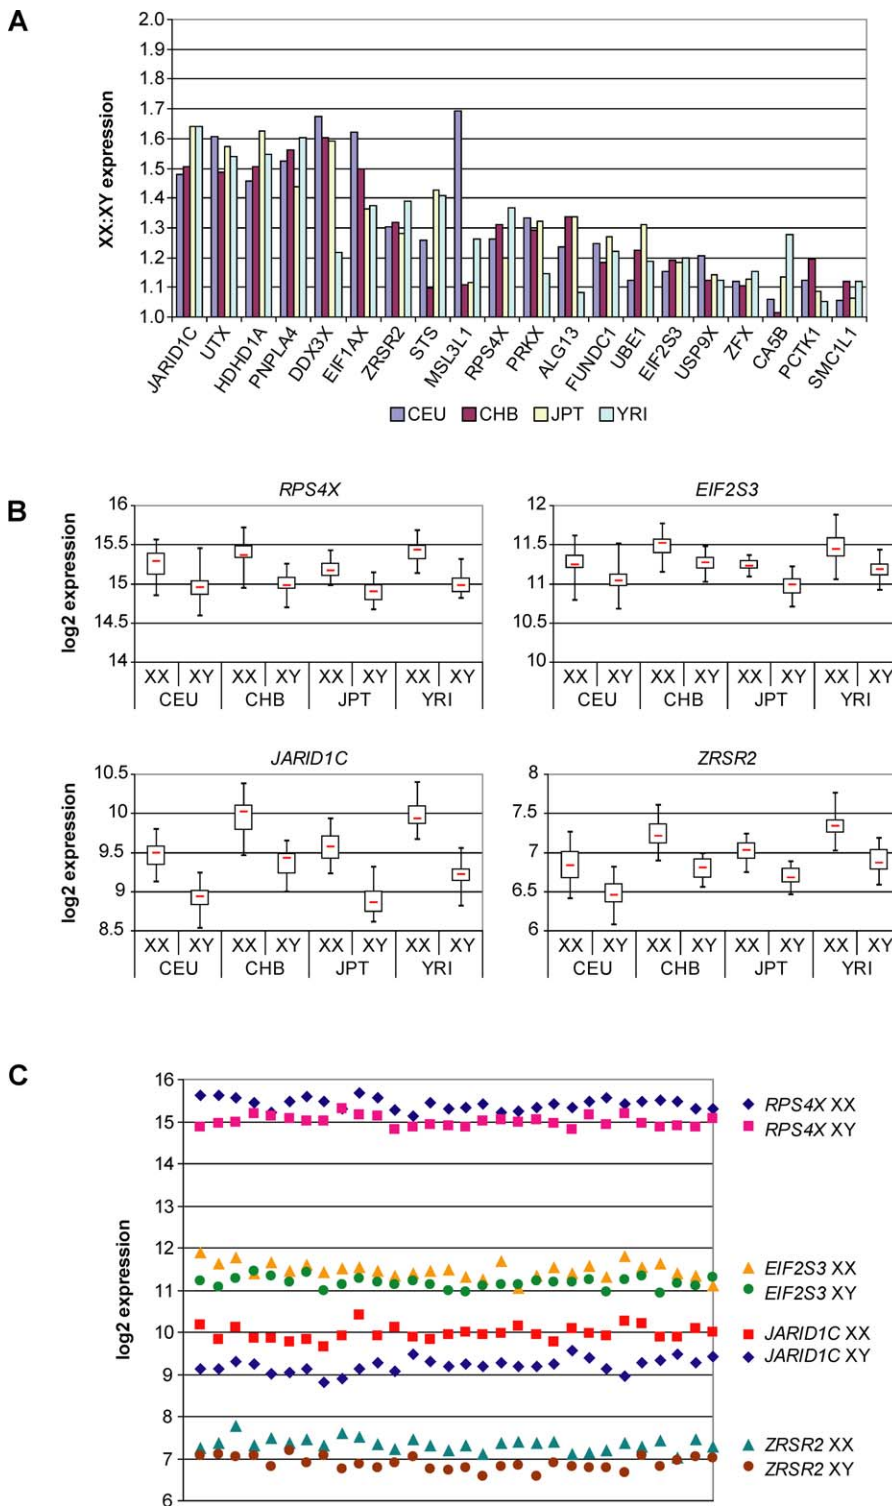 A
XX:XY expression
2.0
1.9
1.8
1.7
1.6
1.5
1.4
1.3
1.2
1.1
1.0
JARID1C
UTX
HDHD1A
PNPLA4
DDX3X
EIF1AX
ZRSR2
STS
MSL3L1
RPS4X
PRKX
ALG13
FUNDC1
UBE1
EIF2S3
USP9X
ZFX
CA5B
PCTK1
SMC1L1
CEU CHB JPT YRI
B
RPS4X
log2 expression
16
15.5
15
14.5
14
XX XY XX XY XX XY XX XY
CEU CHB JPT YRI
EIF2S3
12
11.5
11
10.5
10
XX XY XX XY XX XY XX XY
CEU CHB JPT YRI
JARID1C
log2 expression
10.5
10
9.5
9
8.5
XX XY XX XY XX XY XX XY
CEU CHB JPT YRI
ZRSR2
8
7.5
7
6.5
6
XX XY XX XY XX XY XX XY
CEU CHB JPT YRI
C
log2 expression
16
15
14
13
12
11
10
9
8
7
6
RPS4X XX
RPS4X XY
EIF2S3 XX
EIF2S3 XY
JARID1C XX
JARID1C XY
ZRSR2 XX
ZRSR2 XY